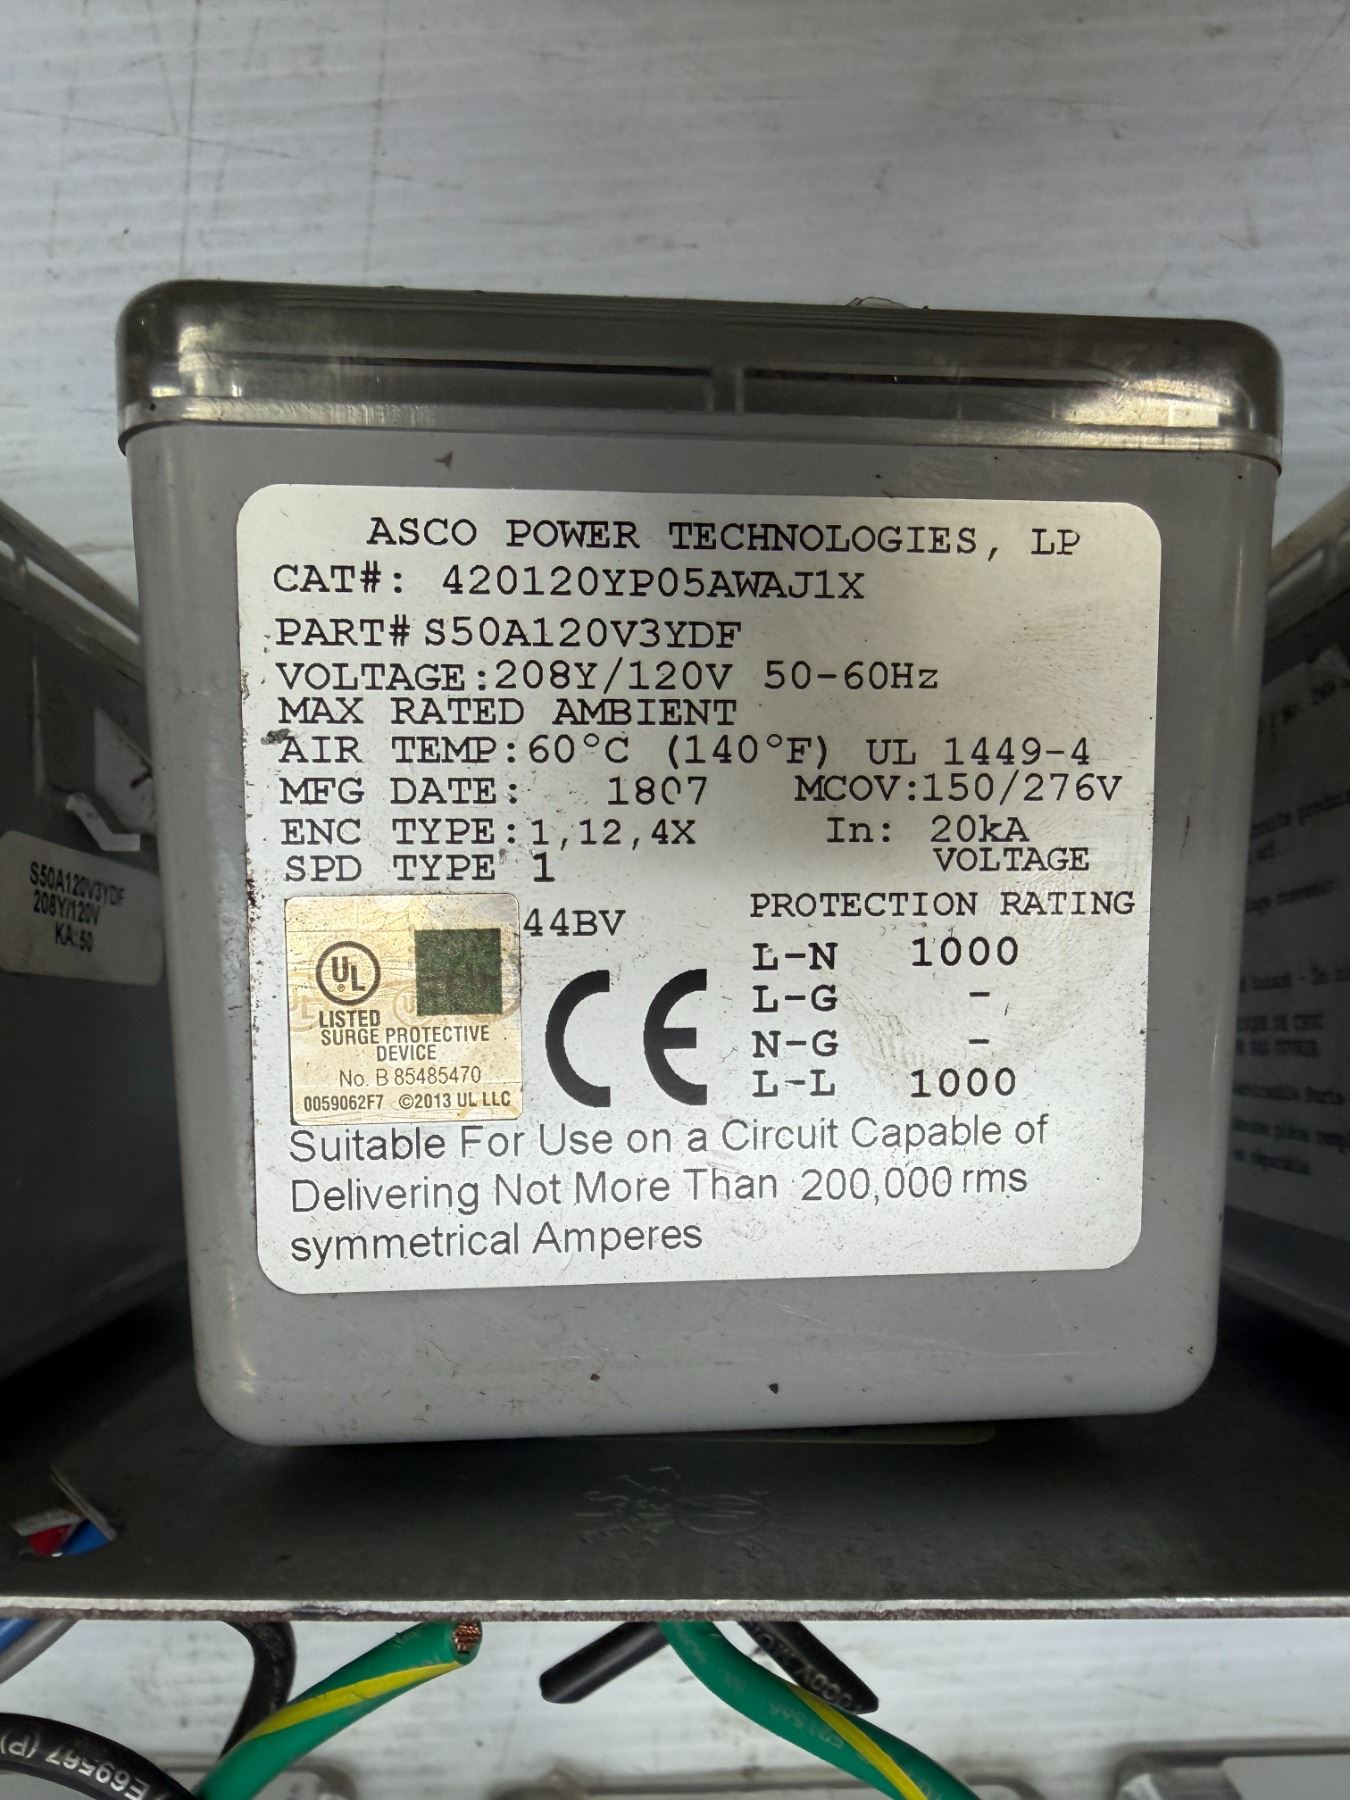 ASCO POWER TECHNOLOGIES, LP
CAT#: 420120YP05AWAJ1X
PART# S50A120V3YDF
VOLTAGE:208Y/120V 50-60Hz
MAX RATED AMBIENT
AIR TEMP:60°C (140°F) UL 1449-4
MFG DATE: 1807 MCOV:150/276V
ENC TYPE:1,12,4X In: 20kA
SPD TYPE 1 VOLTAGE
44BV PROTECTION RATING
L-N 1000
L-G -
N-G -
L-L 1000
UL
LISTED
SURGE PROTECTIVE
DEVICE
No. B 85485470
0059062F7 ©2013 UL LLC
CE
Suitable For Use on a Circuit Capable of
Delivering Not More Than 200,000 rms
symmetrical Amperes
S50A120V3YDF
208Y/120V
KA:50
E69567 (P)